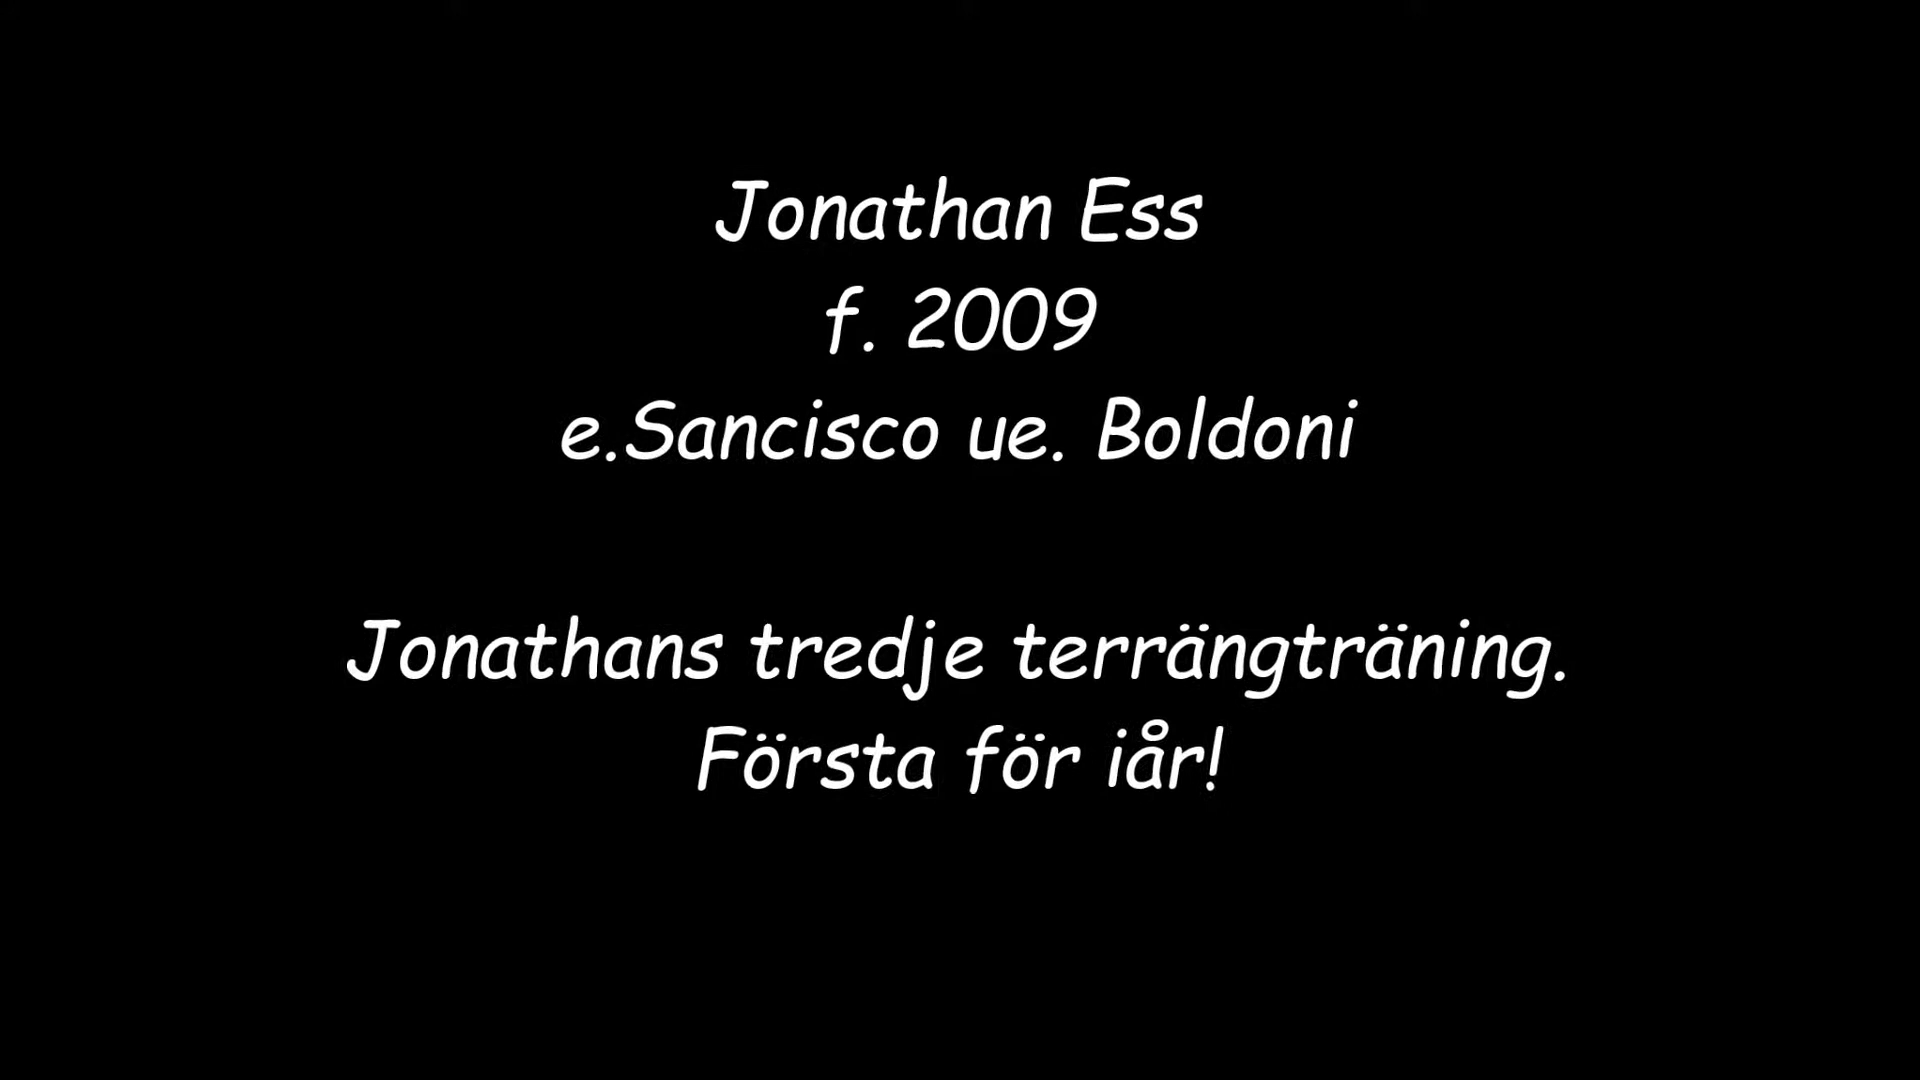 Jonathan Ess
f. 2009
e.Sancisco ue. Boldoni
Jonathans tredje terrängträning.
Första för iår!